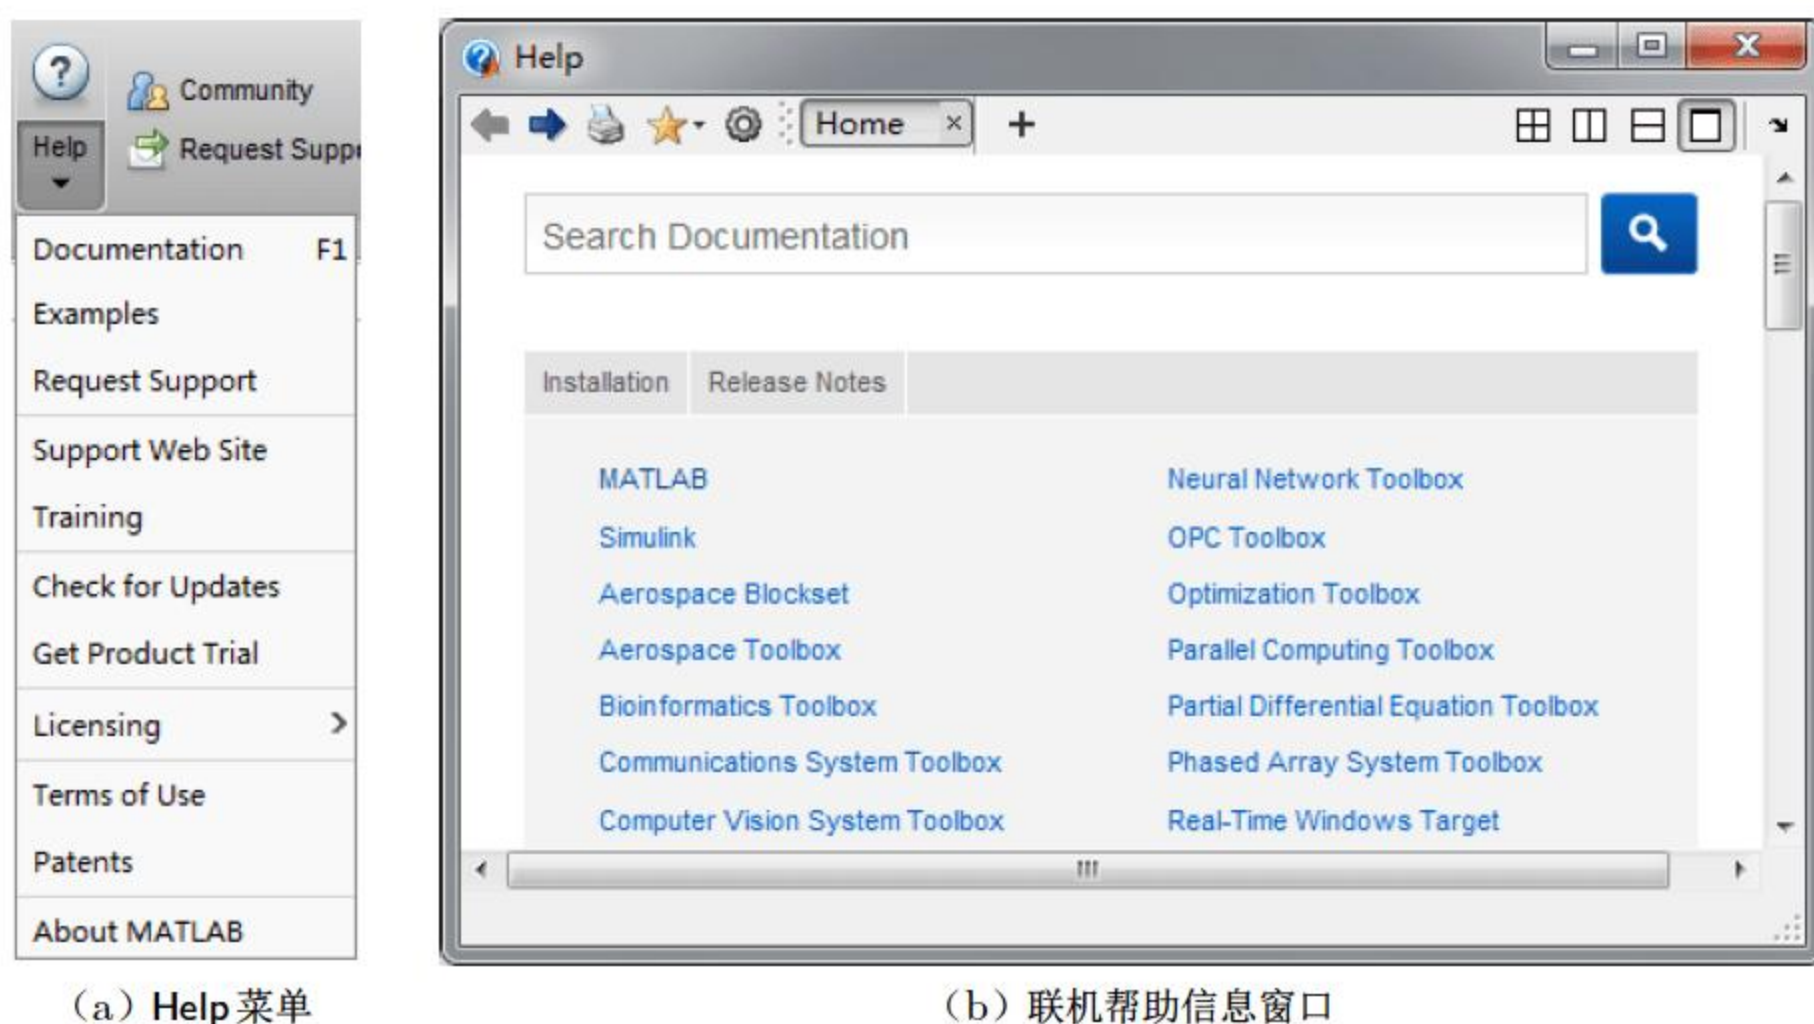 Community
Help
Request Supp
Documentation F1
Examples
Request Support
Support Web Site
Training
Check for Updates
Get Product Trial
Licensing
Terms of Use
Patents
About MATLAB
(a) Help 菜单
Help
Home
Search Documentation
Installation Release Notes
MATLAB Neural Network Toolbox
Simulink OPC Toolbox
Aerospace Blockset Optimization Toolbox
Aerospace Toolbox Parallel Computing Toolbox
Bioinformatics Toolbox Partial Differential Equation Toolbox
Communications System Toolbox Phased Array System Toolbox
Computer Vision System Toolbox Real-Time Windows Target
(b) 联机帮助信息窗口